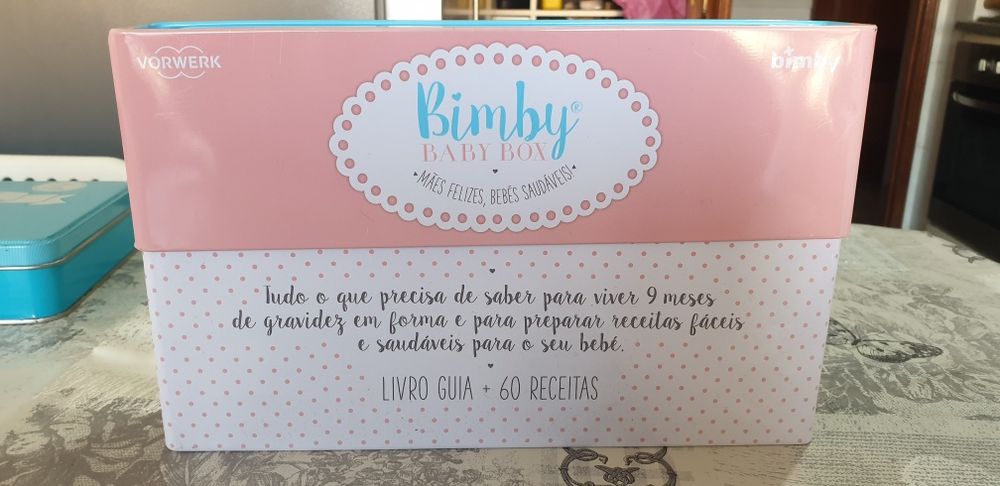 VORWERK
bimby
Bimby®
BABY BOX
MÃES FELIZES, BEBÉS SAUDÁVEIS!
Tudo o que precisa de saber para viver 9 meses
de gravidez em forma e para preparar receitas fáceis
e saudáveis para o seu bebé.
LIVRO GUIA + 60 RECEITAS